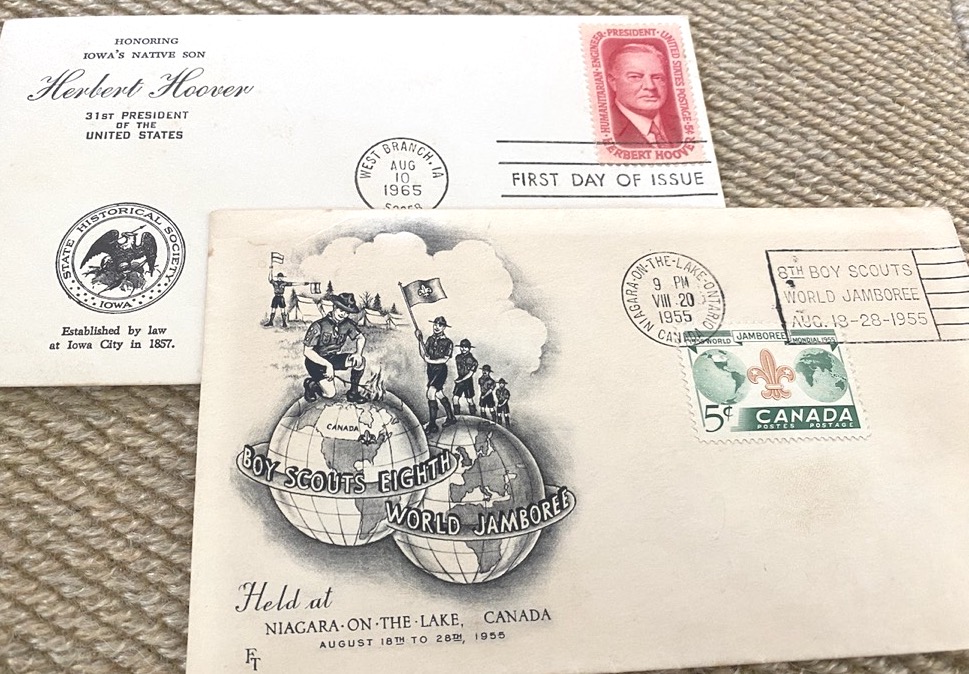 HONORING
IOWA'S NATIVE SON
Herbert Hoover
31ST PRESIDENT
OF THE
UNITED STATES
STATE HISTORICAL SOCIETY
IOWA
Established by law
at Iowa City in 1857.
WEST BRANCH, IA
AUG
10
1965
FIRST DAY OF ISSUE
HUMANITARIAN·ENGINEER·PRESIDENT·UNITED STATES POSTAGE·5¢
HERBERT HOOVER
CANADA
BOY SCOUTS EIGHTH
WORLD JAMBOREE
Held at
NIAGARA·ON·THE·LAKE, CANADA
AUGUST 18TH TO 28TH, 1955
FT
NIAGARA-ON-THE-LAKE-ONTARIO
9 PM
VIII 20
1955
CANADA
8TH BOY SCOUTS
WORLD JAMBOREE
AUG. 18-28-1955
WORLD JAMBOREE MONDIAL 1955
5¢ CANADA
POSTES POSTAGE